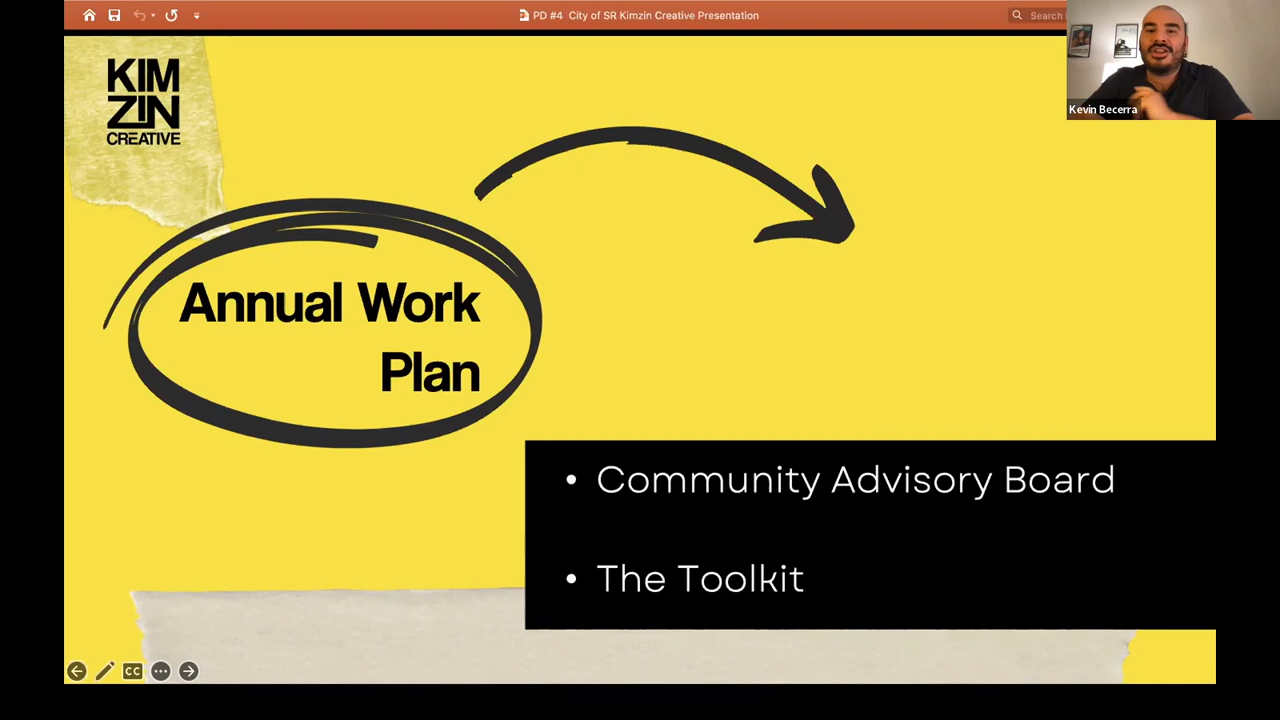 PD #4 City of SR Kimzin Creative Presentation
Search
Kevin Becerra
KIM
ZIN
CREATIVE
Annual Work
Plan
• Community Advisory Board
• The Toolkit
CC